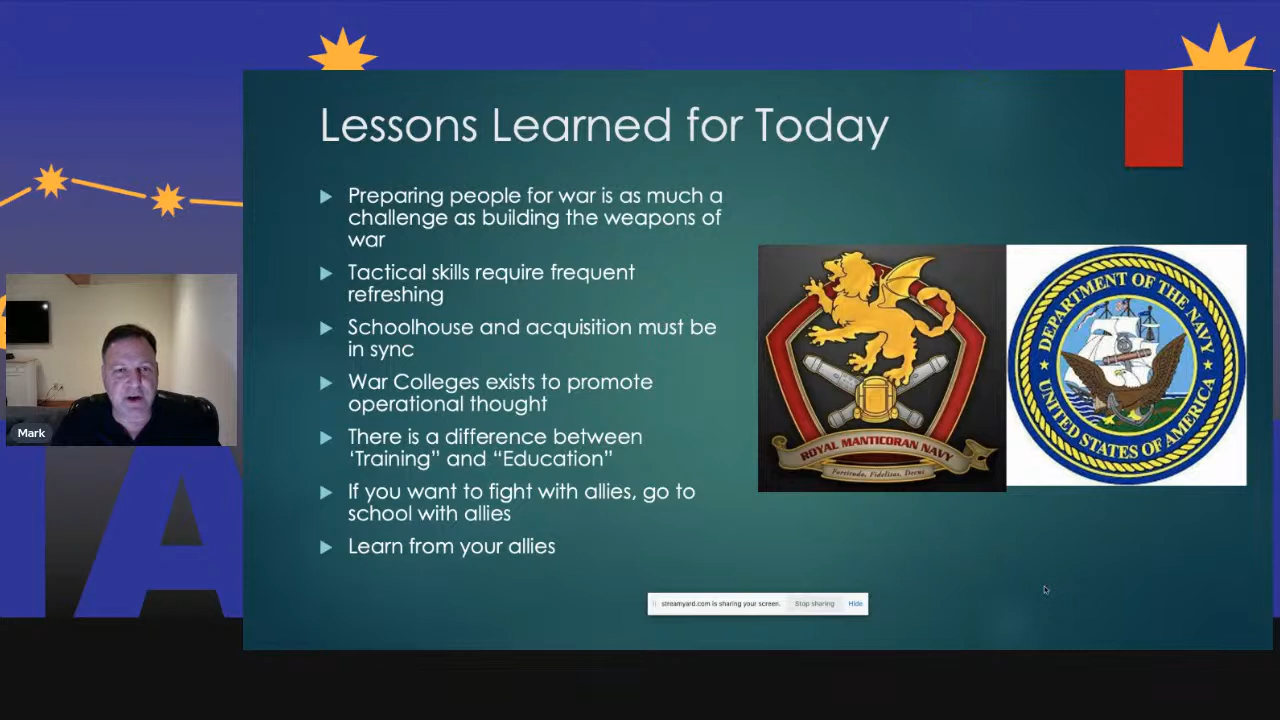 Lessons Learned for Today
Preparing people for war is as much a
challenge as building the weapons of
war
Tactical skills require frequent
refreshing
Schoolhouse and acquisition must be
in sync
War Colleges exists to promote
operational thought
There is a difference between
‘Training” and “Education”
If you want to fight with allies, go to
school with allies
Learn from your allies
ROYAL MANTICORAN NAVY
DEPARTMENT OF THE NAVY
UNITED STATES OF AMERICA
Mark
streamyard.com is sharing your screen.
Stop sharing
Hide